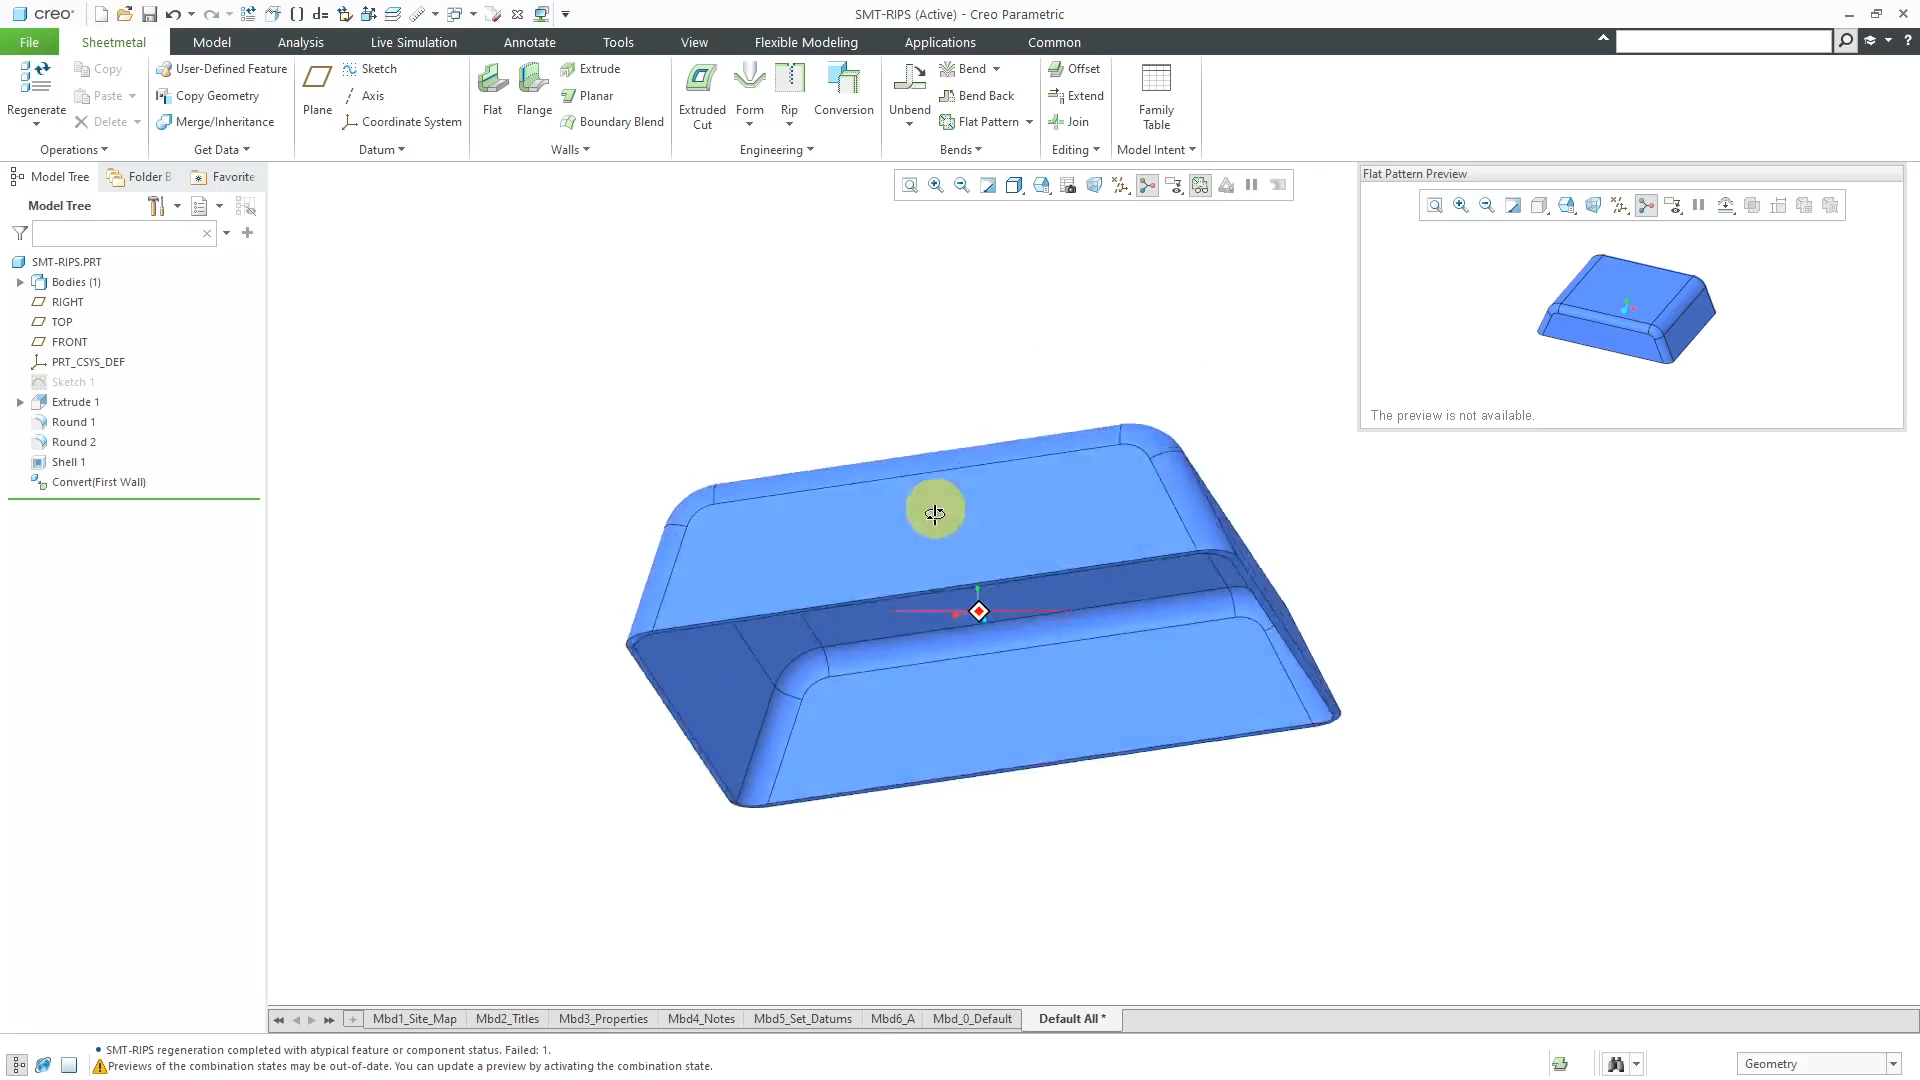 creo
SMT-RIPS (Active) - Creo Parametric
File
Sheetmetal
Model
Analysis
Live Simulation
Annotate
Tools
View
Flexible Modeling
Applications
Common
Regenerate
Copy
Paste
Delete
Operations
User-Defined Feature
Copy Geometry
Merge/Inheritance
Get Data
Plane
Sketch
Axis
Coordinate System
Datum
Flat
Flange
Extrude
Planar
Boundary Blend
Walls
Extruded Cut
Form
Rip
Conversion
Engineering
Unbend
Bend
Bend Back
Flat Pattern
Bends
Offset
Extend
Join
Editing
Family Table
Model Intent
Model Tree
Folder B
Favorite
Model Tree
SMT-RIPS.PRT
Bodies (1)
RIGHT
TOP
FRONT
PRT_CSYS_DEF
Sketch 1
Extrude 1
Round 1
Round 2
Shell 1
Convert(First Wall)
Flat Pattern Preview
The preview is not available.
Mbd1_Site_Map
Mbd2_Titles
Mbd3_Properties
Mbd4_Notes
Mbd5_Set_Datums
Mbd6_A
Mbd_0_Default
Default All *
• SMT-RIPS regeneration completed with atypical feature or component status. Failed: 1.
Previews of the combination states may be out-of-date. You can update a preview by activating the combination state.
Geometry